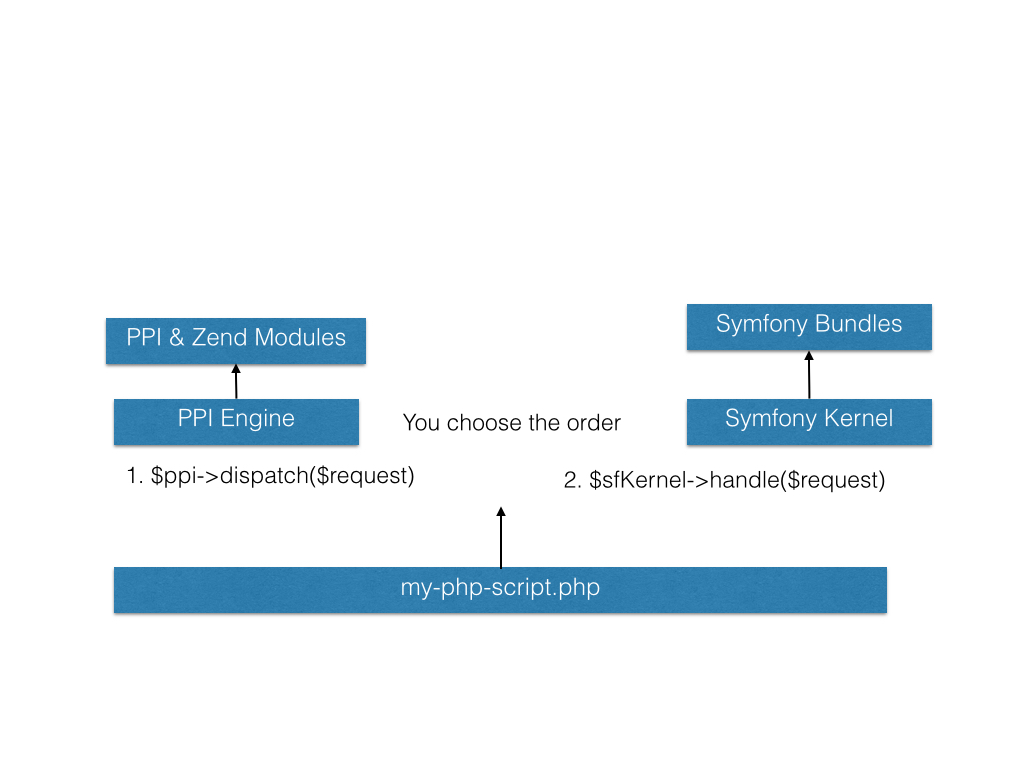 Symfony Bundles
PPI & Zend Modules
PPI Engine
You choose the order
Symfony Kernel
1. $ppi->dispatch($request)
2. $sfKernel->handle($request)
my-php-script.php